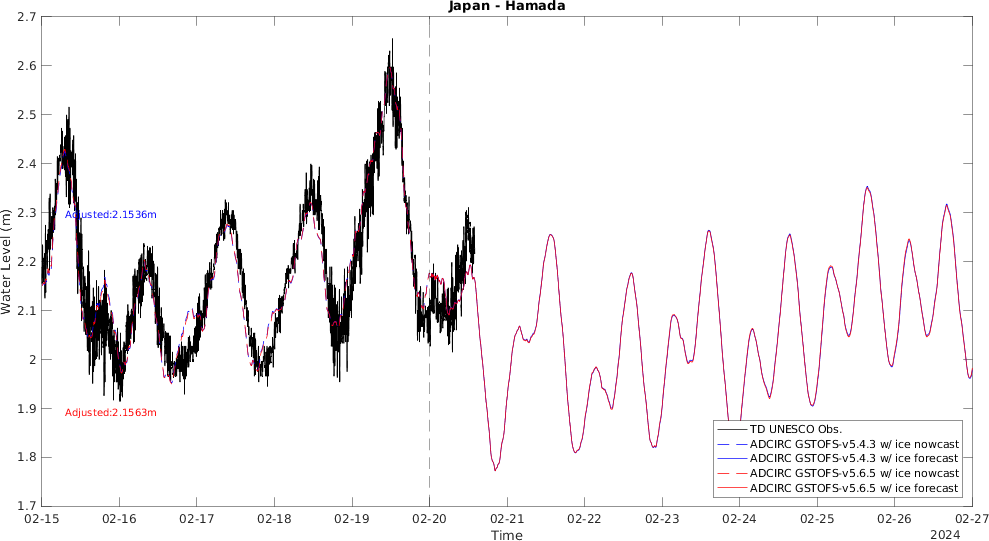 Japan - Hamada
2.7
2.6
2.5
2.4
2.3
2.2
2.1
2
1.9
1.8
1.7
Water Level (m)
Adjusted:2.1536m
Adjusted:2.1563m
TD UNESCO Obs.
ADCIRC GSTOFS-v5.4.3 w/ ice nowcast
ADCIRC GSTOFS-v5.4.3 w/ ice forecast
ADCIRC GSTOFS-v5.6.5 w/ ice nowcast
ADCIRC GSTOFS-v5.6.5 w/ ice forecast
02-15 02-16 02-17 02-18 02-19 02-20 02-21 02-22 02-23 02-24 02-25 02-26 02-27
Time
2024